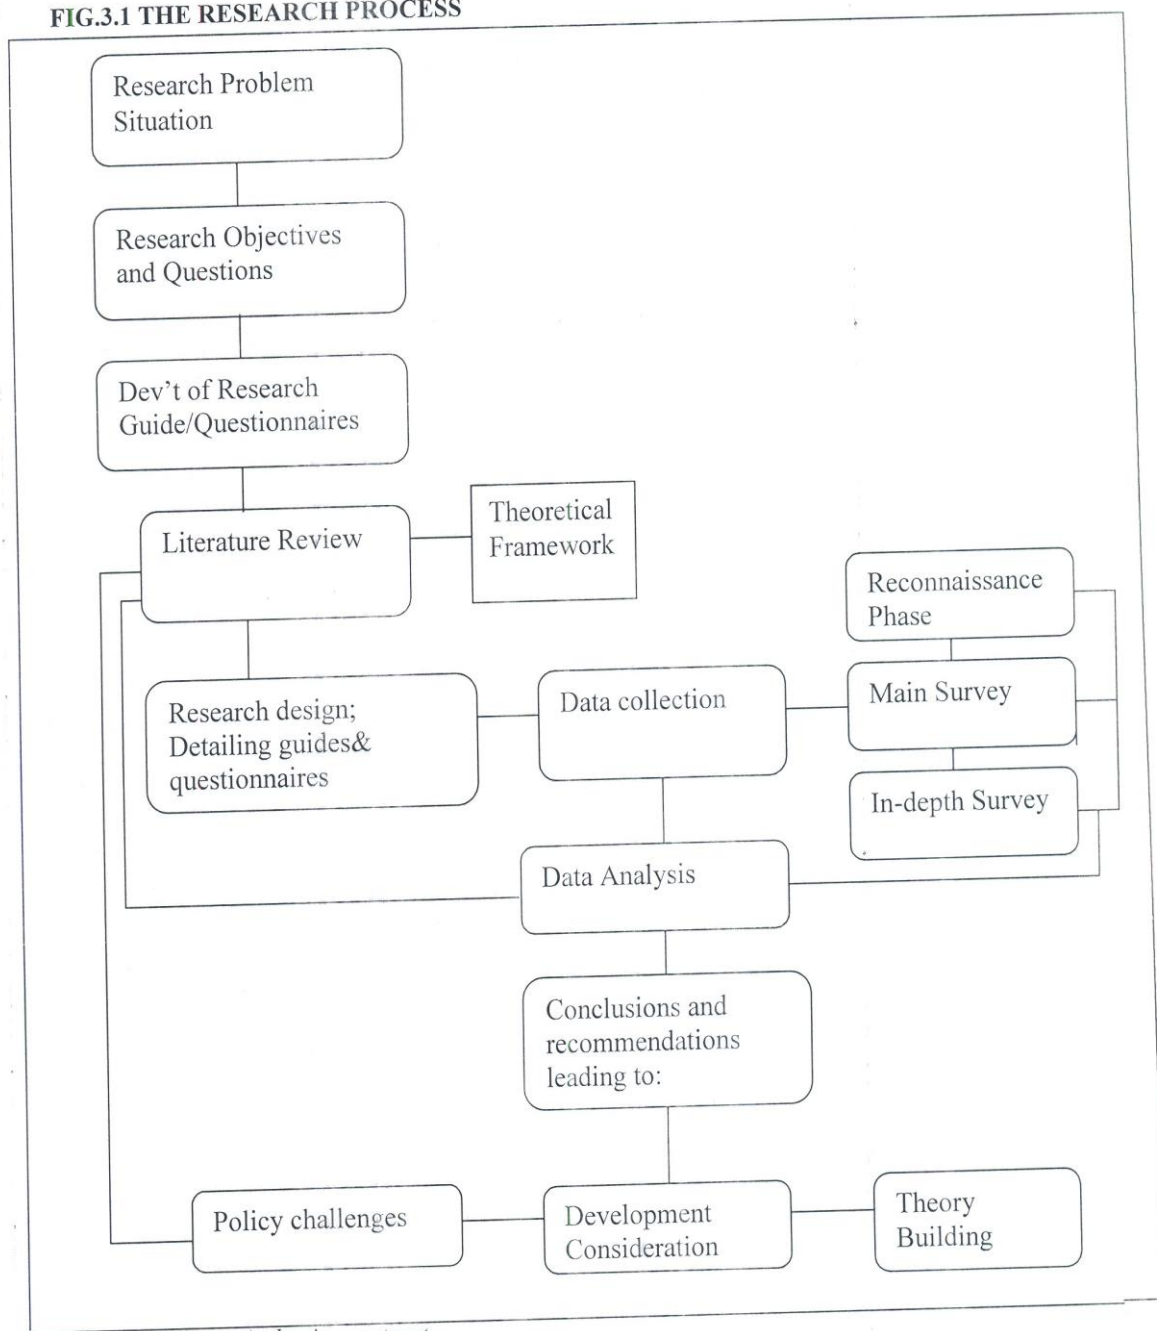 FIG.3.1 THE RESEARCH PROCESS
Research Problem
Situation
Research Objectives
and Questions
Dev't of Research
Guide/Questionnaires
Literature Review
Theoretical
Framework
Reconnaissance
Phase
Research design;
Detailing guides&
questionnaires
Data collection
Main Survey
In-depth Survey
Data Analysis
Conclusions and
recommendations
leading to:
Policy challenges
Development
Consideration
Theory
Building